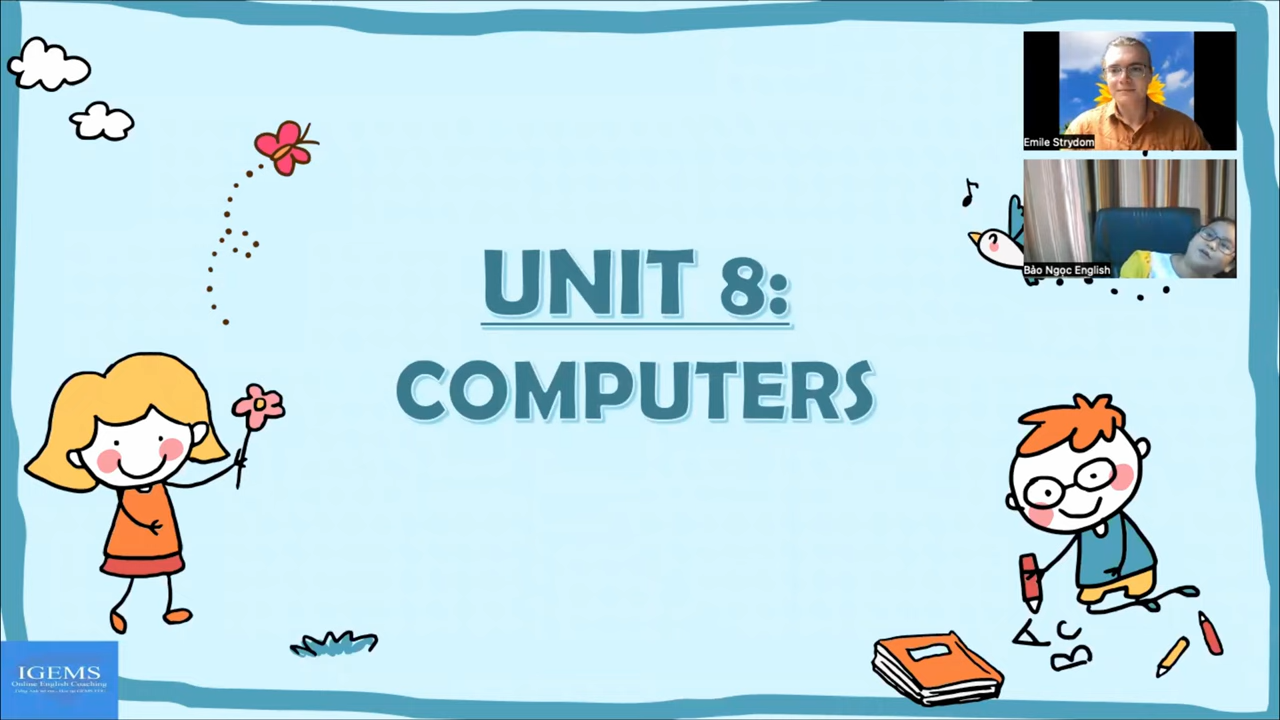 UNIT 8:
COMPUTERS
Emile Strydom
Bảo Ngọc English
A
B C
IGEMS
Online English Coaching